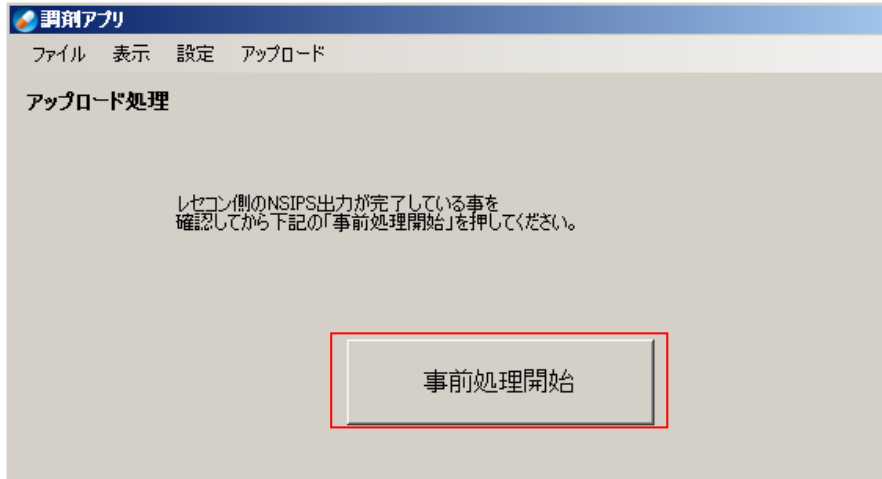 調剤アプリ
ファイル 表示 設定 アップロード
アップロード処理
レセコン側のNSIPS出力が完了している事を
確認してから下記の「事前処理開始」を押してください。
事前処理開始